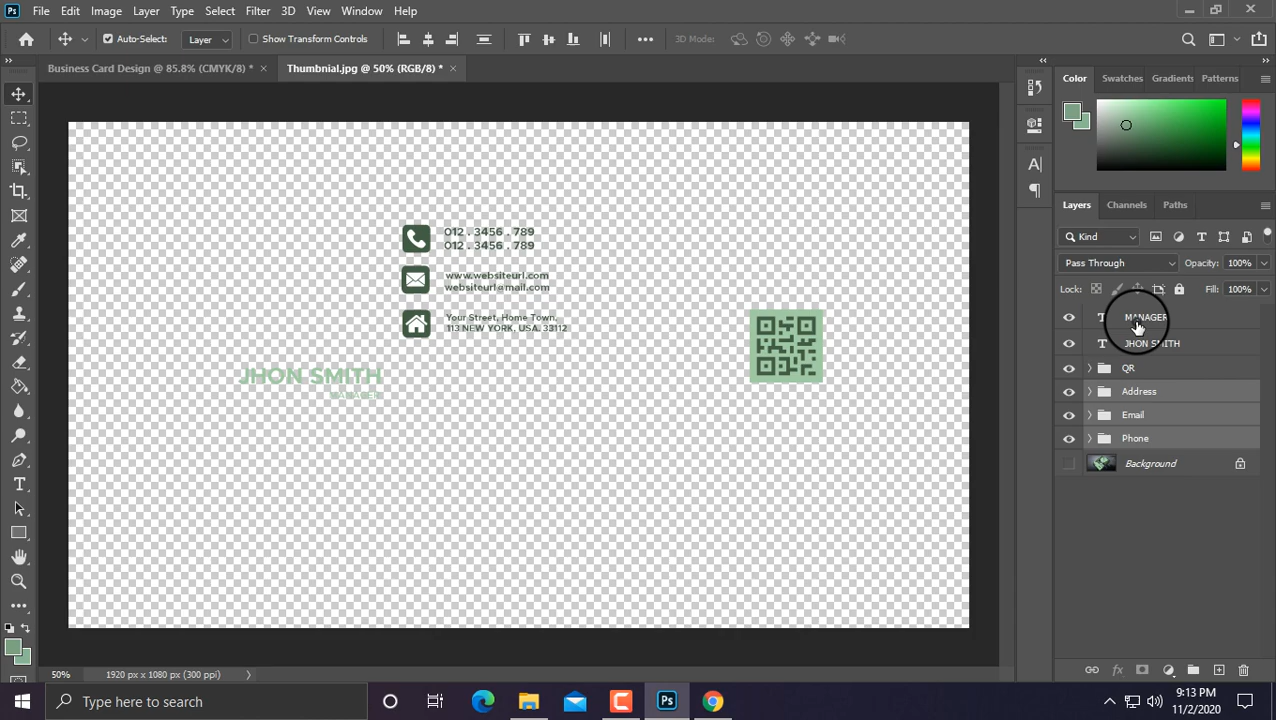 Ps File Edit Image Layer Type Select Filter 3D View Window Help
Auto-Select: Layer Show Transform Controls 3D Mode:
Business Card Design @ 85.8% (CMYK/8) * × Thumbnial.jpg @ 50% (RGB/8) * ×
Color Swatches Gradients Patterns
Layers Channels Paths
Kind
Pass Through Opacity: 100%
Lock: Fill: 100%
T MANAGER
T JHON SMITH
QR
Address
Email
Phone
Background
012 . 3456 . 789
012 . 3456 . 789
www.websiteurl.com
websiteurl@mail.com
Your Street, Home Town,
113 NEW YORK, USA. 33112
JHON SMITH
MANAGER
50% 1920 px x 1080 px (300 ppi)
Type here to search
Ps
9:13 PM
11/2/2020